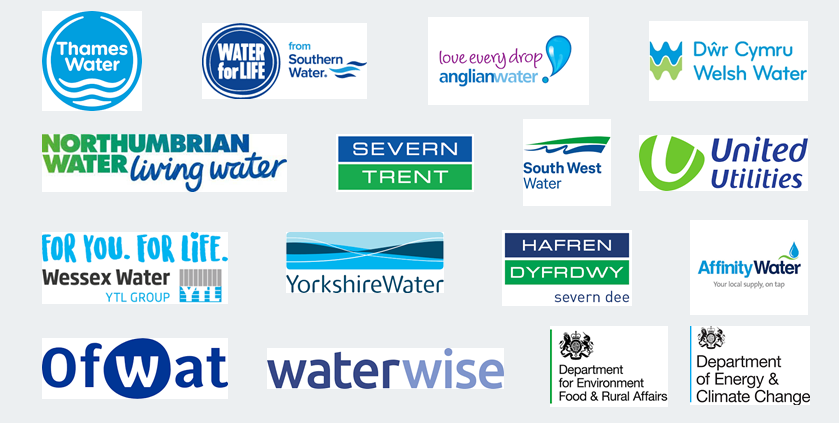 Thames
Water
WATER
for LIFE
from
Southern
Water.
love every drop
anglianwater
Dŵr Cymru
Welsh Water
NORTHUMBRIAN
WATER living water
SEVERN
TRENT
South West
Water
United
Utilities
FOR YOU. FOR LiFE.
Wessex Water
YTL GROUP
YTL
YorkshireWater
HAFREN
DYFRDWY
severn dee
AffinityWater
Your local supply, on tap
Ofwat
waterwise
Department
for Environment
Food & Rural Affairs
Department
of Energy &
Climate Change